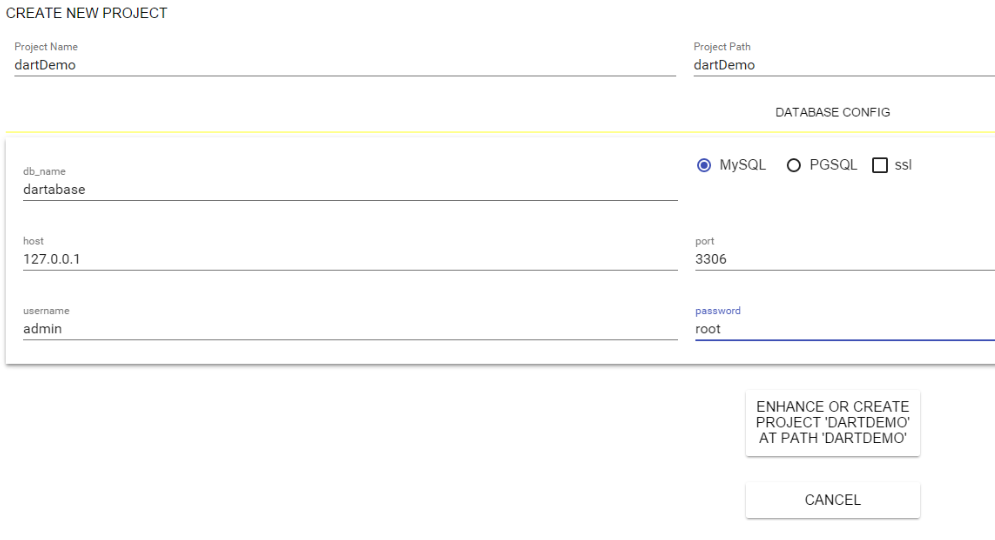 CREATE NEW PROJECT
Project Name
Project Path
dartDemo
dartDemo
DATABASE CONFIG
db_name
dartabase
MySQL
PGSQL
ssl
host
port
127.0.0.1
3306
username
password
admin
root
ENHANCE OR CREATE
PROJECT 'DARTDEMO'
AT PATH 'DARTDEMO'
CANCEL